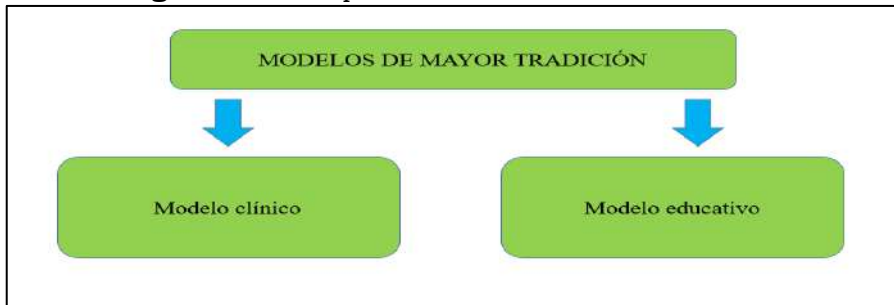 MODELOS DE MAYOR TRADICIÓN
Modelo clínico
Modelo educativo